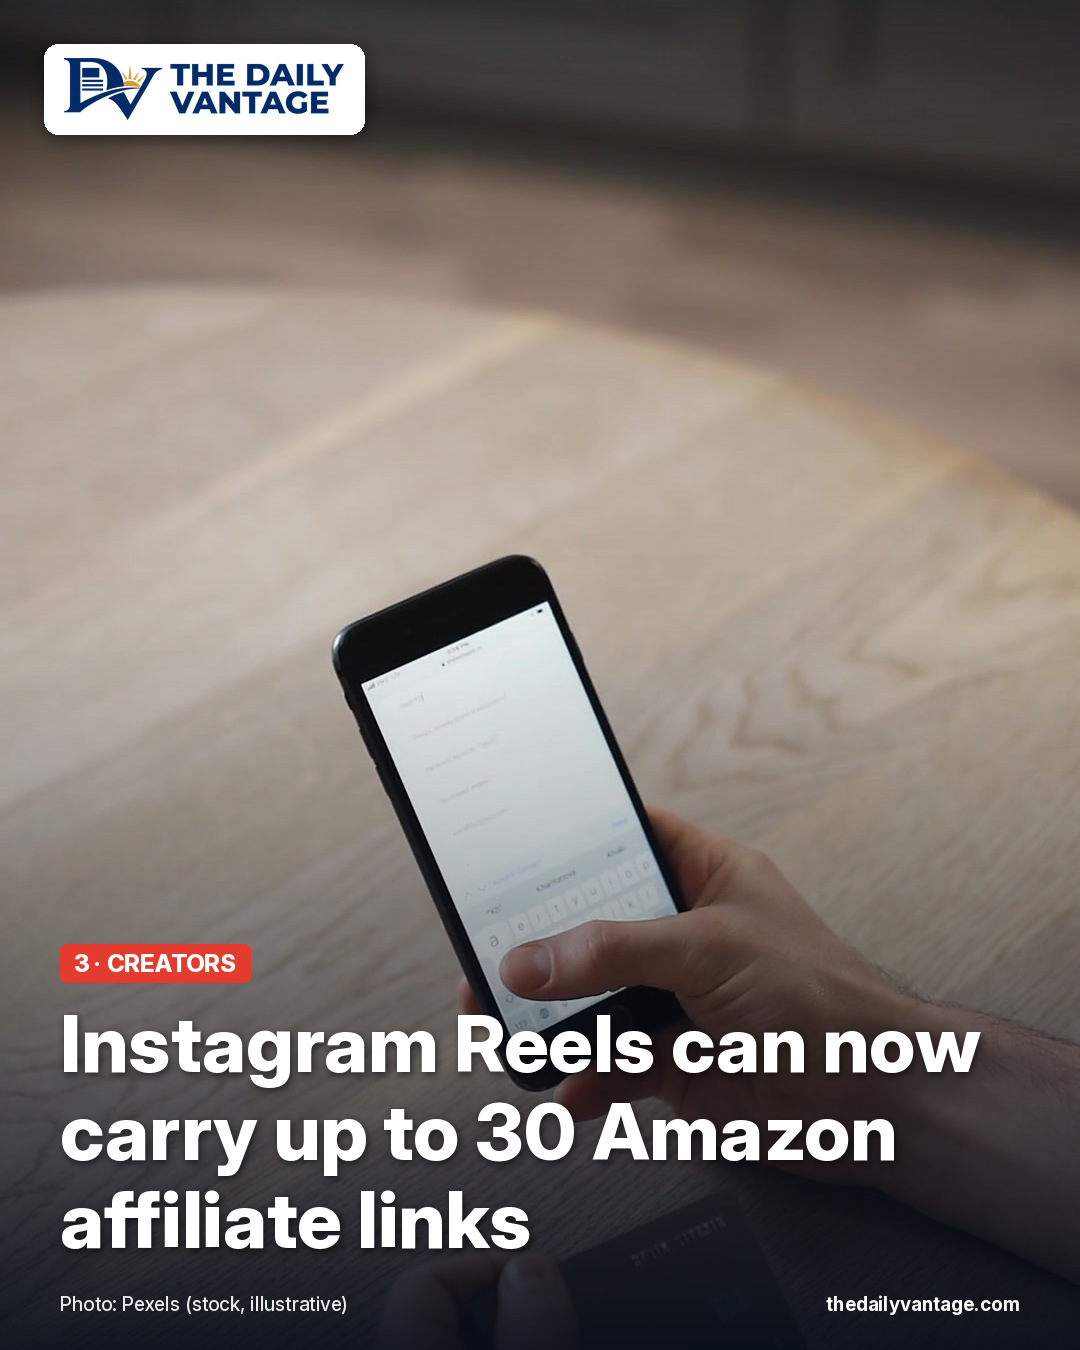 THE DAILY
VANTAGE
a
e r t y u i o p
123
3 · CREATORS
Instagram Reels can now
carry up to 30 Amazon
affiliate links
Photo: Pexels (stock, illustrative)
thedailyvantage.com